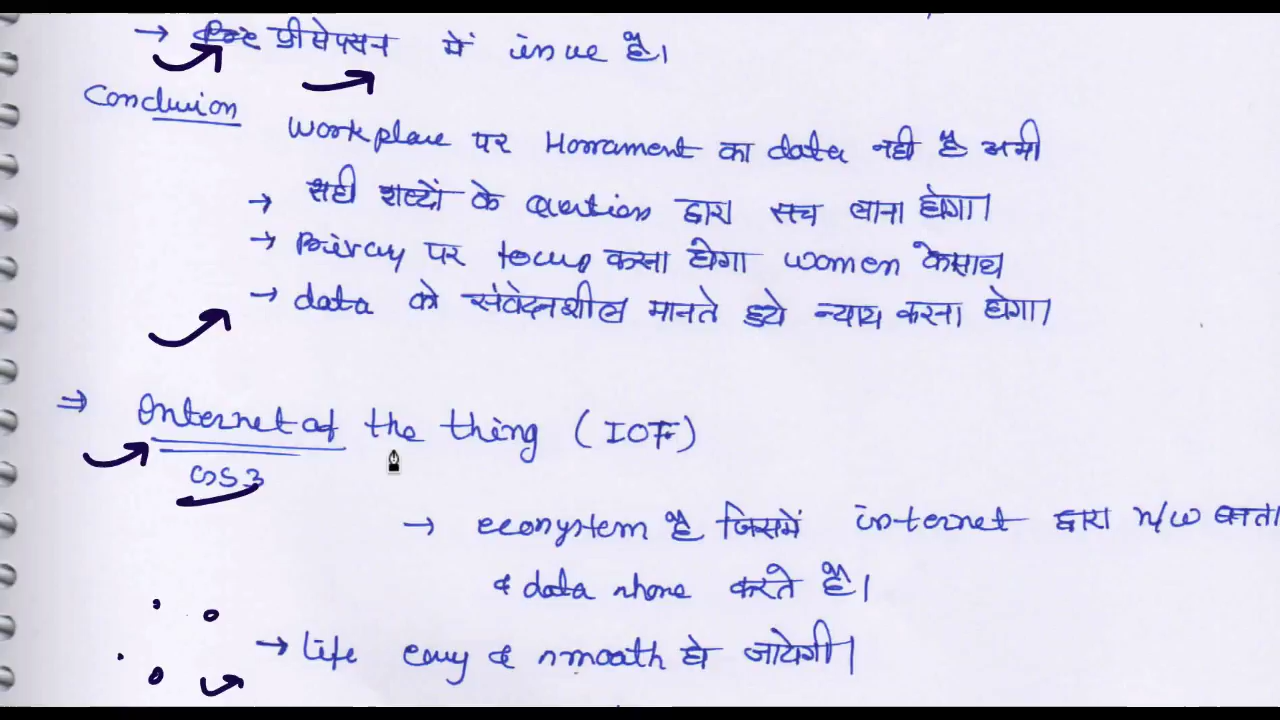 → प्रीसेप्सन में issue है।
Conclusion
workplace पर Harrasment का data नही है अभी
→ सही शब्दों के Question द्वारा सच लाना होगा।
→ privacy पर focus करना होगा women के साथ
→ data को संवेदनशील मानते हुये न्याय करना होगा।
⇒ Internet of the thing (IOT)
GS3
→ ecosystem है जिसमें internet द्वारा n/w बनता
& data share करते है।
→ Life easy & smooth हो जायेगी।